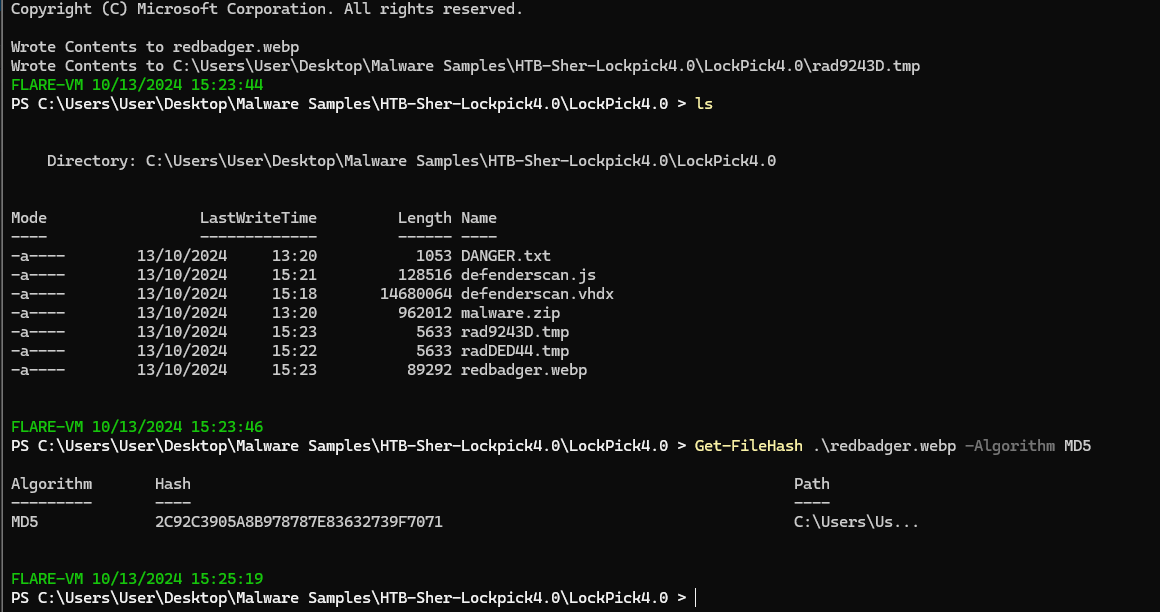 Copyright (C) Microsoft Corporation. All rights reserved.
Wrote Contents to redbadger.webp
Wrote Contents to C:\Users\User\Desktop\Malware Samples\HTB-Sher-Lockpick4.0\LockPick4.0\rad9243D.tmp
FLARE-VM 10/13/2024 15:23:44
PS C:\Users\User\Desktop\Malware Samples\HTB-Sher-Lockpick4.0\LockPick4.0 > ls
Directory: C:\Users\User\Desktop\Malware Samples\HTB-Sher-Lockpick4.0\LockPick4.0
Mode LastWriteTime Length Name
---- ------------- ------ ----
-a---- 13/10/2024 13:20 1053 DANGER.txt
-a---- 13/10/2024 15:21 128516 defenderscan.js
-a---- 13/10/2024 15:18 14680064 defenderscan.vhdx
-a---- 13/10/2024 13:20 962012 malware.zip
-a---- 13/10/2024 15:23 5633 rad9243D.tmp
-a---- 13/10/2024 15:22 5633 radDED44.tmp
-a---- 13/10/2024 15:23 89292 redbadger.webp
FLARE-VM 10/13/2024 15:23:46
PS C:\Users\User\Desktop\Malware Samples\HTB-Sher-Lockpick4.0\LockPick4.0 > Get-FileHash .\redbadger.webp -Algorithm MD5
Algorithm Hash Path
--------- ---- ----
MD5 2C92C3905A8B978787E83632739F7071 C:\Users\Us...
FLARE-VM 10/13/2024 15:25:19
PS C:\Users\User\Desktop\Malware Samples\HTB-Sher-Lockpick4.0\LockPick4.0 >